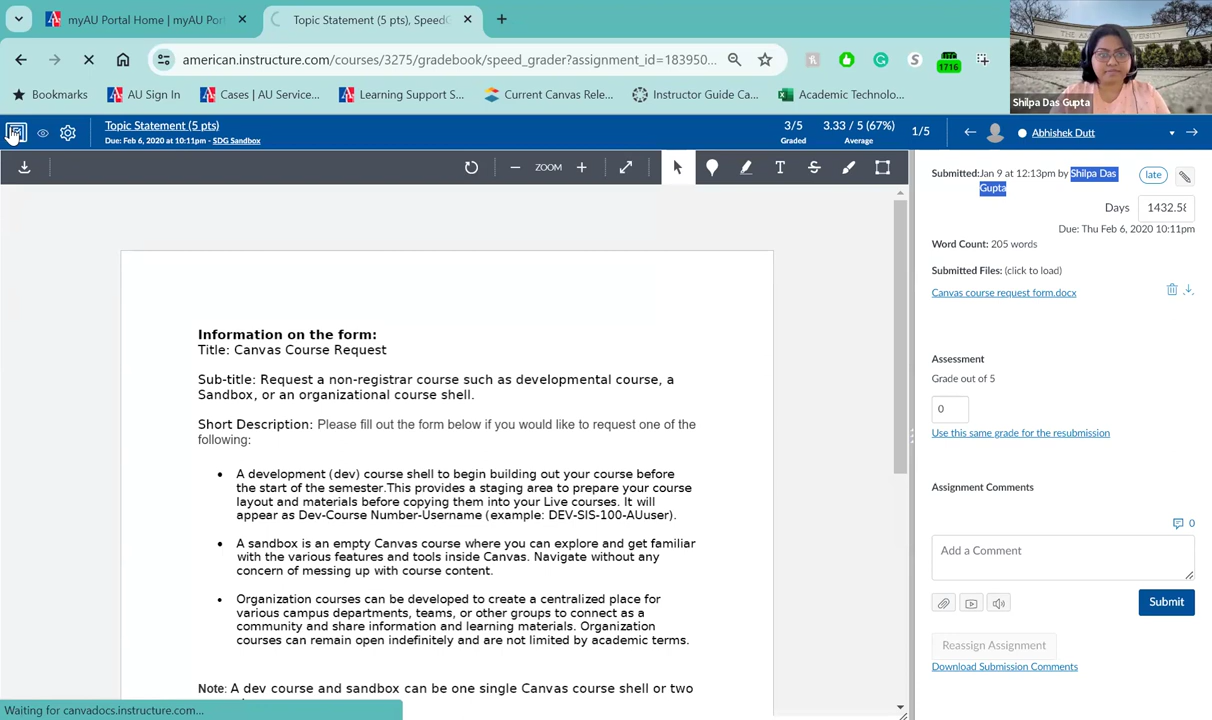 myAU Portal Home | myAU Por
Topic Statement (5 pts), SpeedG
american.instructure.com/courses/3275/gradebook/speed_grader?assignment_id=183950...
1716
Bookmarks
AU Sign In
Cases | AU Service...
Learning Support S...
Current Canvas Rele...
Instructor Guide Ca...
Academic Technolo...
Shilpa Das Gupta
Topic Statement (5 pts)
Due: Feb 6, 2020 at 10:11pm - SDG Sandbox
3/5
Graded
3.33 / 5 (67%)
Average
1/5
Abhishek Dutt
ZOOM
T
Information on the form:
Title: Canvas Course Request
Sub-title: Request a non-registrar course such as developmental course, a
Sandbox, or an organizational course shell.
Short Description: Please fill out the form below if you would like to request one of the
following:
• A development (dev) course shell to begin building out your course before
the start of the semester.This provides a staging area to prepare your course
layout and materials before copying them into your Live courses. It will
appear as Dev-Course Number-Username (example: DEV-SIS-100-AUuser).
• A sandbox is an empty Canvas course where you can explore and get familiar
with the various features and tools inside Canvas. Navigate without any
concern of messing up with course content.
• Organization courses can be developed to create a centralized place for
various campus departments, teams, or other groups to connect as a
community and share information and learning materials. Organization
courses can remain open indefinitely and are not limited by academic terms.
Note: A dev course and sandbox can be one single Canvas course shell or two
Waiting for canvadocs.instructure.com...
Submitted:Jan 9 at 12:13pm by Shilpa Das
Gupta
late
Days 1432.58
Due: Thu Feb 6, 2020 10:11pm
Word Count: 205 words
Submitted Files: (click to load)
Canvas course request form.docx
Assessment
Grade out of 5
0
Use this same grade for the resubmission
Assignment Comments
0
Add a Comment
Submit
Reassign Assignment
Download Submission Comments